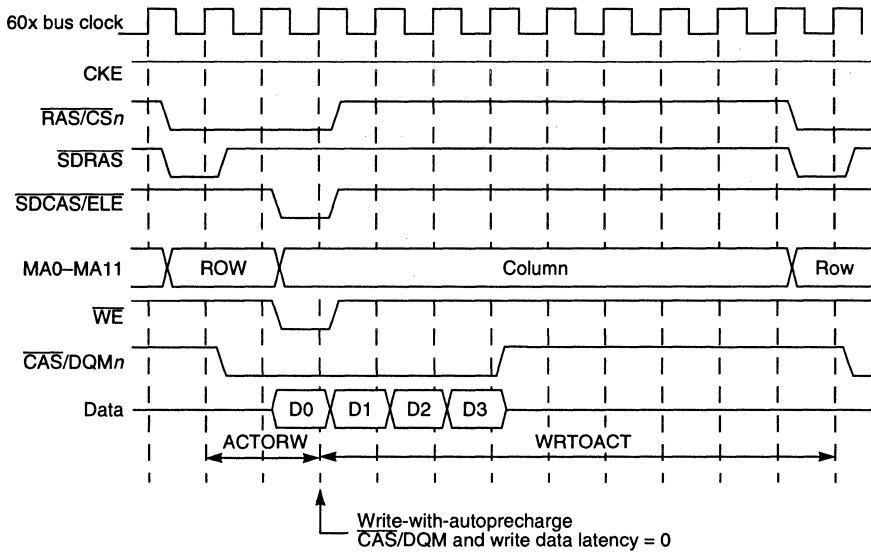 60x bus clock
CKE
RAS/CSn
SDRAS
SDCAS/ELE
MA0–MA11 ROW Column Row
WE
CAS/DQMn
Data D0 D1 D2 D3
ACTORW WRTOACT
Write-with-autoprecharge
CAS/DQM and write data latency = 0